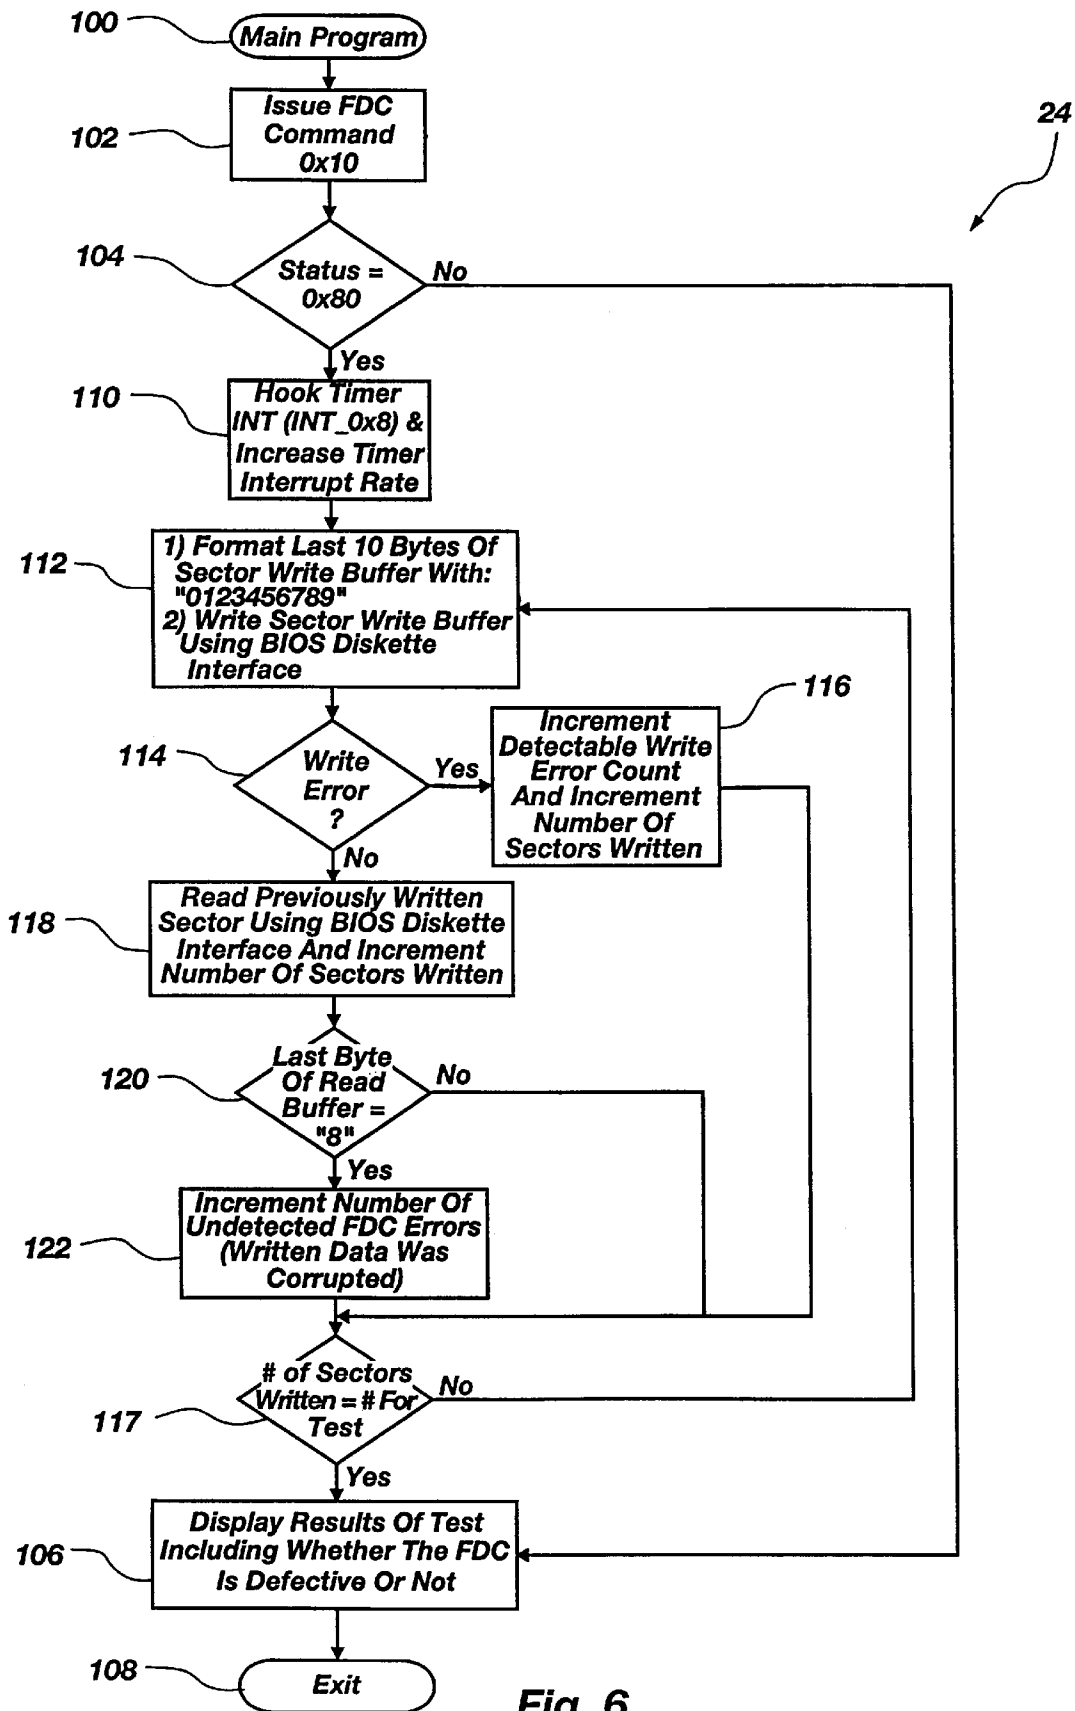 100
Main Program
102
Issue FDC
Command
0x10
24
104
Status =
0x80
No
Yes
110
Hook Timer
INT (INT_0x8) &
Increase Timer
Interrupt Rate
112
1) Format Last 10 Bytes Of
Sector Write Buffer With:
"0123456789"
2) Write Sector Write Buffer
Using BIOS Diskette
Interface
114
Write
Error
?
Yes
No
116
Increment
Detectable Write
Error Count
And Increment
Number Of
Sectors Written
118
Read Previously Written
Sector Using BIOS Diskette
Interface And Increment
Number Of Sectors Written
120
Last Byte
Of Read
Buffer =
"8"
No
Yes
122
Increment Number Of
Undetected FDC Errors
(Written Data Was
Corrupted)
117
# of Sectors
Written = # For
Test
No
Yes
106
Display Results Of Test
Including Whether The FDC
Is Defective Or Not
108
Exit
Fig. 6